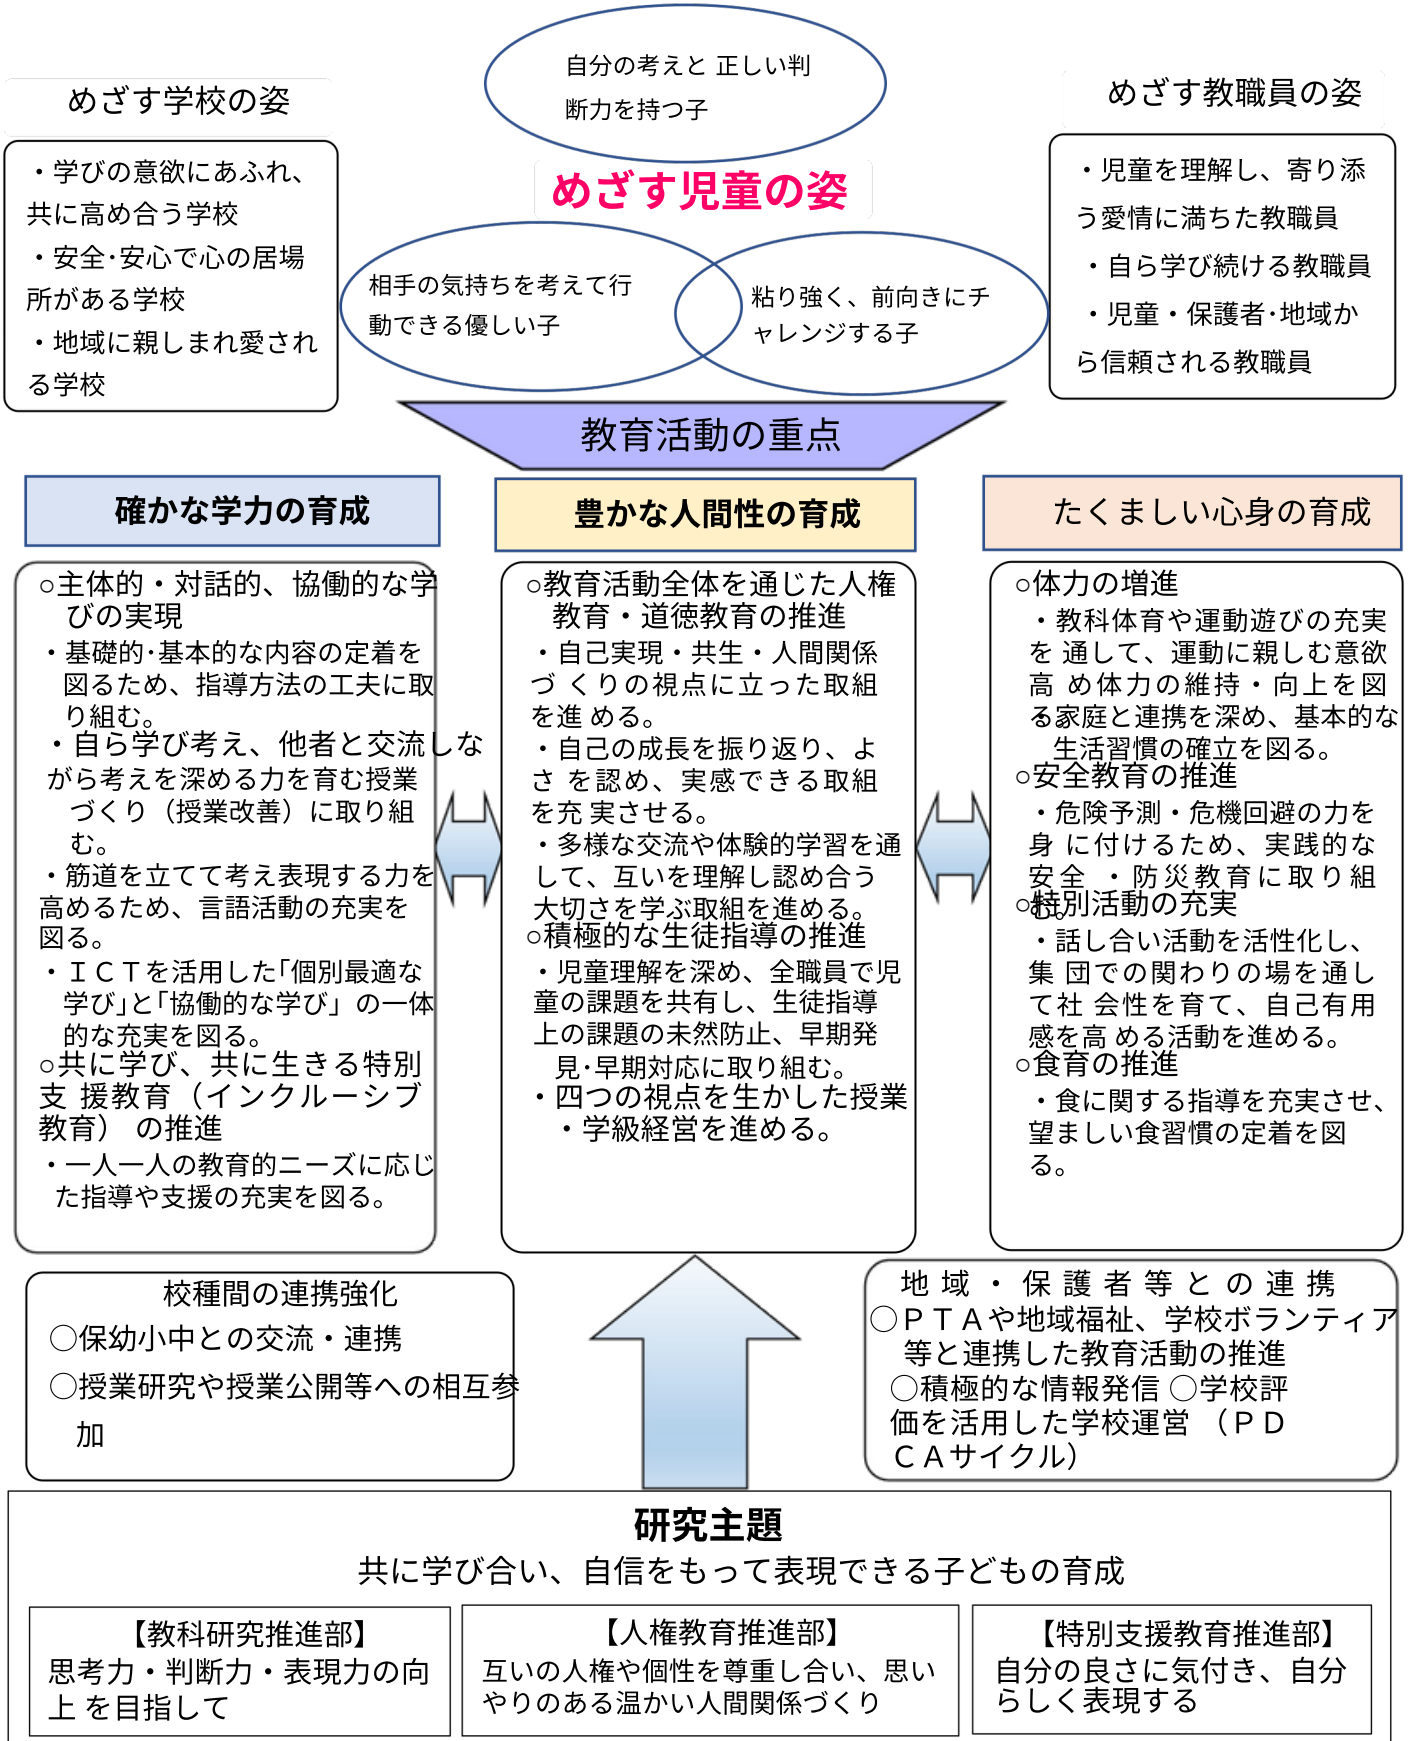 自分の考えと 正しい判
断力を持つ子
めざす学校の姿
・学びの意欲にあふれ、
共に高め合う学校
・安全･安心で心の居場
所がある学校
・地域に親しまれ愛され
る学校
めざす児童の姿
相手の気持ちを考えて行
動できる優しい子
粘り強く、前向きにチ
ャレンジする子
めざす教職員の姿
・児童を理解し、寄り添
う愛情に満ちた教職員
・自ら学び続ける教職員
・児童・保護者･地域か
ら信頼される教職員
教育活動の重点
確かな学力の育成
○主体的・対話的、協働的な学
びの実現
・基礎的･基本的な内容の定着を
図るため、指導方法の工夫に取
り組む。
・自ら学び考え、他者と交流しな
がら考えを深める力を育む授業
づくり（授業改善）に取り組
む。
・筋道を立てて考え表現する力を
高めるため、言語活動の充実を
図る。
・ＩＣＴを活用した｢個別最適な
学び｣と｢協働的な学び」の一体
的な充実を図る。
○共に学び、共に生きる特別
支 援教育（インクルーシブ
教育） の推進
・一人一人の教育的ニーズに応じ
た指導や支援の充実を図る。
豊かな人間性の育成
○教育活動全体を通じた人権
教育・道徳教育の推進
・自己実現・共生・人間関係
づ くりの視点に立った取組
を進 める。
・自己の成長を振り返り、よ
さ を認め、実感できる取組
を充 実させる。
・多様な交流や体験的学習を通
して、互いを理解し認め合う
大切さを学ぶ取組を進める。
○積極的な生徒指導の推進
・児童理解を深め、全職員で児
童の課題を共有し、生徒指導
上の課題の未然防止、早期発
見･早期対応に取り組む。
・四つの視点を生かした授業
・学級経営を進める。
たくましい心身の育成
○体力の増進
・教科体育や運動遊びの充実
を 通して、運動に親しむ意欲
高 め体力の維持・向上を図
る。
・家庭と連携を深め、基本的な
生活習慣の確立を図る。
○安全教育の推進
・危険予測・危機回避の力を
身 に付けるため、実践的な
安全 ・防災教育に取り組
む。
○特別活動の充実
・話し合い活動を活性化し、
集 団での関わりの場を通し
て社 会性を育て、自己有用
感を高 める活動を進める。
○食育の推進
・食に関する指導を充実させ、
望ましい食習慣の定着を図
る。
校種間の連携強化
〇保幼小中との交流・連携
〇授業研究や授業公開等への相互参
加
地域・保護者等との連携
〇ＰＴＡや地域福祉、学校ボランティア
等と連携した教育活動の推進
〇積極的な情報発信 〇学校評
価を活用した学校運営 （ＰＤ
ＣＡサイクル）
研究主題
共に学び合い、自信をもって表現できる子どもの育成
【教科研究推進部】
思考力・判断力・表現力の向
上 を目指して
【人権教育推進部】
互いの人権や個性を尊重し合い、思い
やりのある温かい人間関係づくり
【特別支援教育推進部】
自分の良さに気付き、自分
らしく表現する